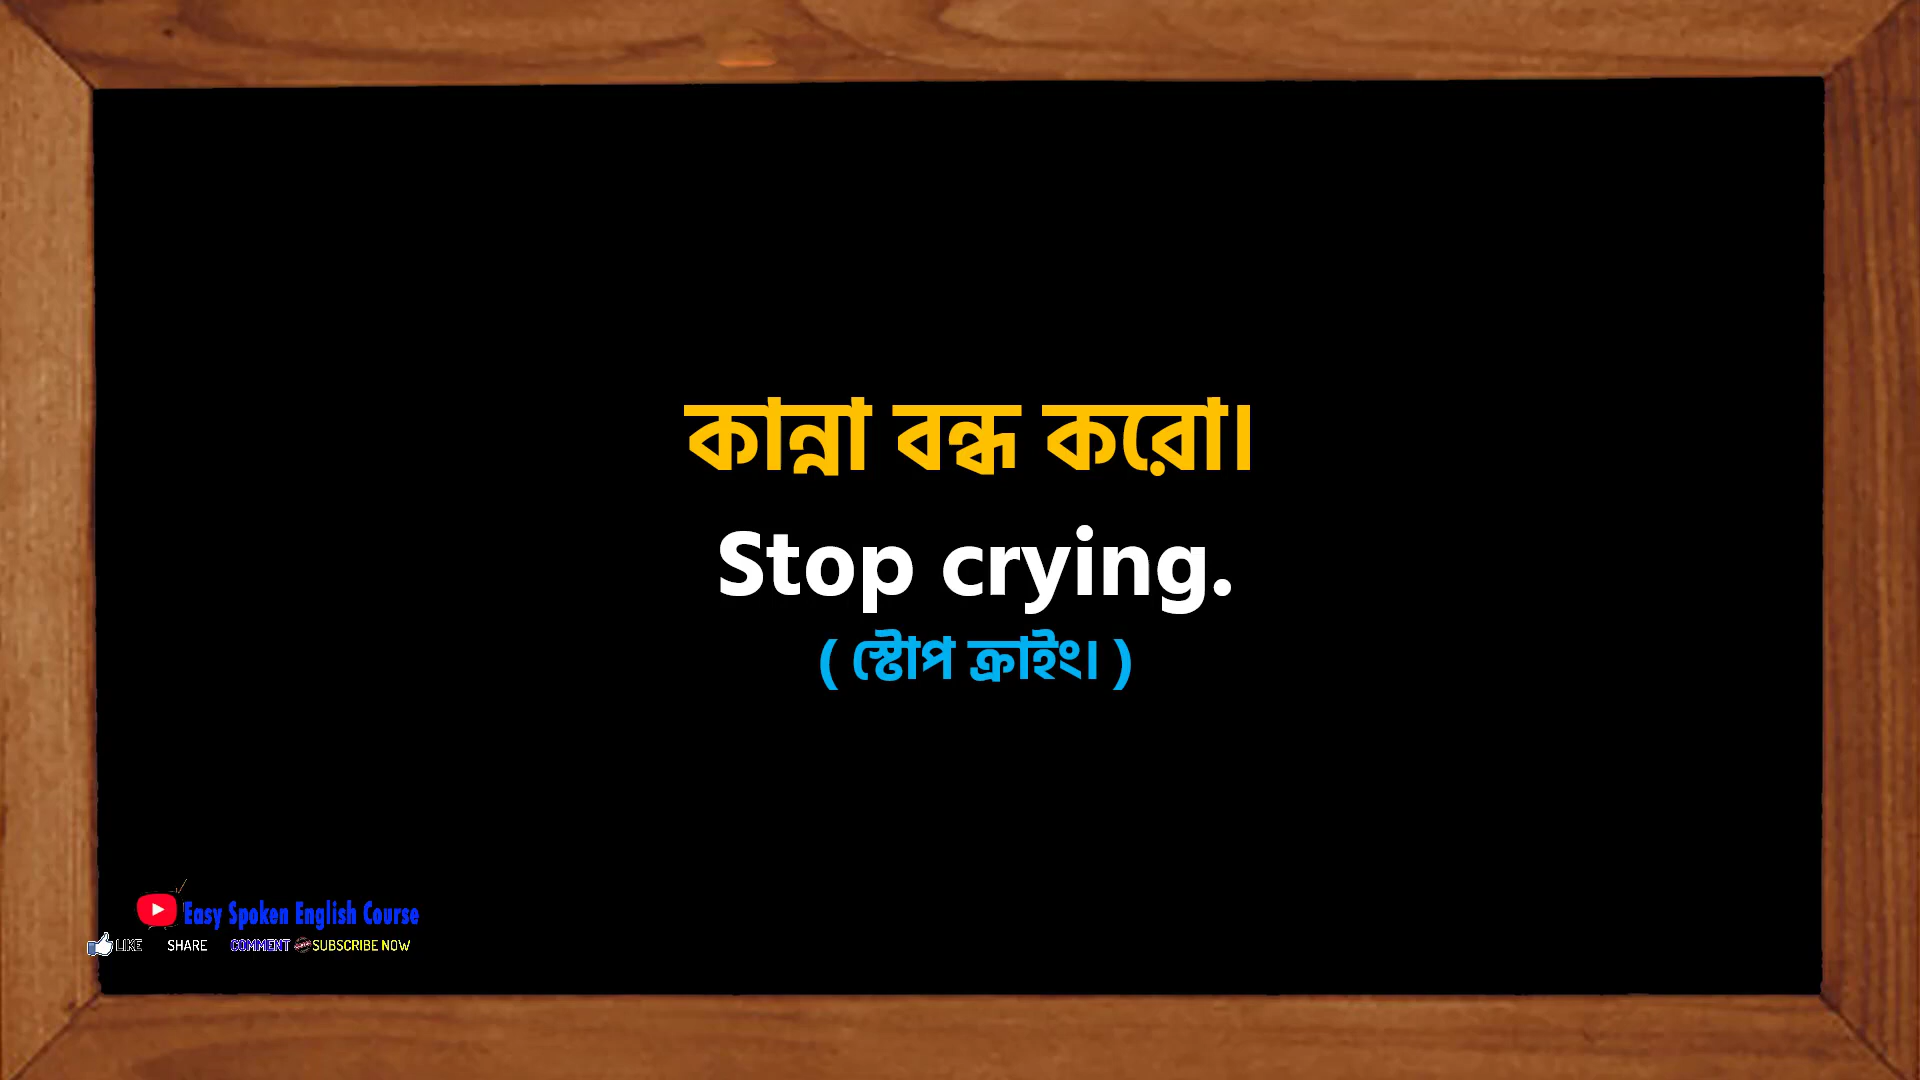 কান্না বন্ধ করো।
Stop crying.
( স্টোপ ক্রাইং। )
Easy Spoken English Course
LIKE SHARE COMMENT SUBSCRIBE NOW